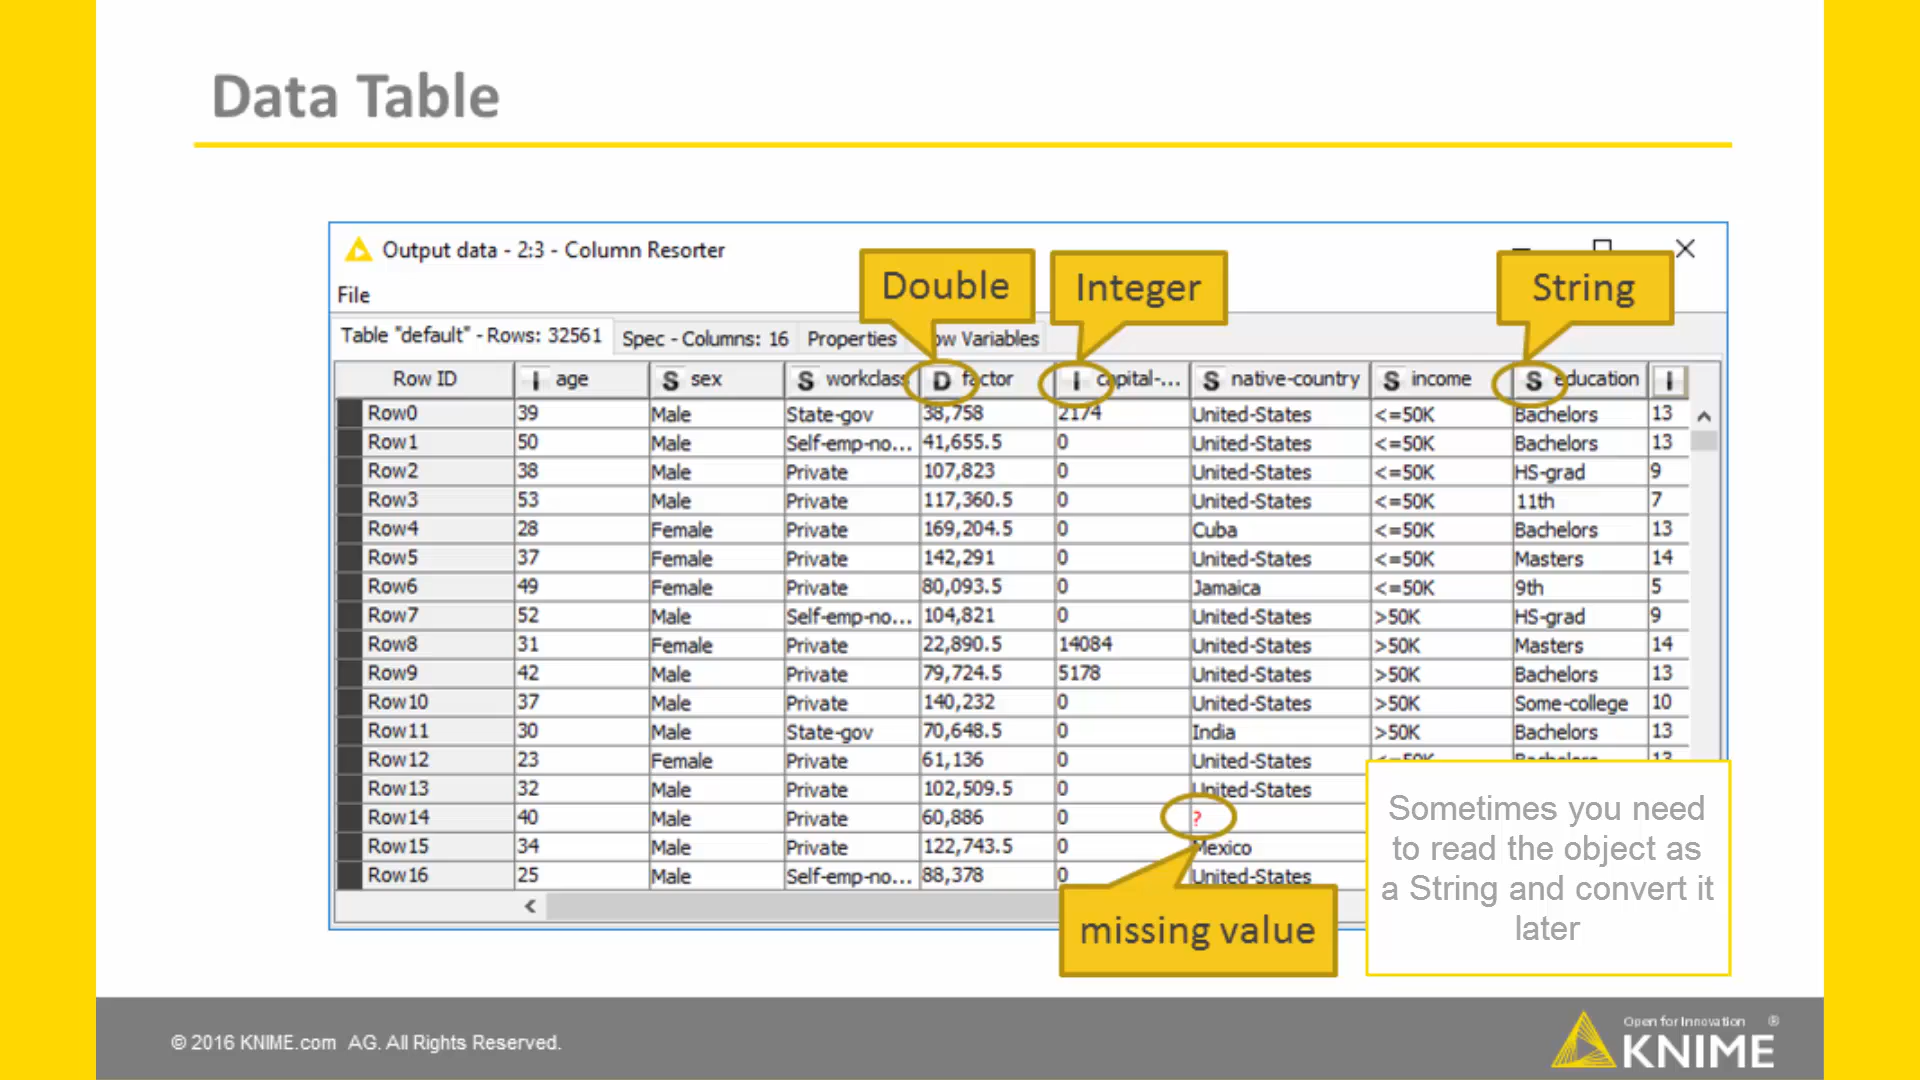 Data Table
Output data - 2:3 - Column Resorter
Double
Integer
String
File
Table "default" - Rows: 32561 Spec - Columns: 16 Properties ow Variables
Row ID I age S sex S workclass D factor I capital-... S native-country S income S education I
Row0 39 Male State-gov 38,758 2174 United-States <=50K Bachelors 13
Row1 50 Male Self-emp-no... 41,655.5 0 United-States <=50K Bachelors 13
Row2 38 Male Private 107,823 0 United-States <=50K HS-grad 9
Row3 53 Male Private 117,360.5 0 United-States <=50K 11th 7
Row4 28 Female Private 169,204.5 0 Cuba <=50K Bachelors 13
Row5 37 Female Private 142,291 0 United-States <=50K Masters 14
Row6 49 Female Private 80,093.5 0 Jamaica <=50K 9th 5
Row7 52 Male Self-emp-no... 104,821 0 United-States >50K HS-grad 9
Row8 31 Female Private 22,890.5 14084 United-States >50K Masters 14
Row9 42 Male Private 79,724.5 5178 United-States >50K Bachelors 13
Row10 37 Male Private 140,232 0 United-States >50K Some-college 10
Row11 30 Male State-gov 70,648.5 0 India >50K Bachelors 13
Row12 23 Female Private 61,136 0 United-States <=50K Bachelors 13
Row13 32 Male Private 102,509.5 0 United-States
Row14 40 Male Private 60,886 0 ?
Row15 34 Male Private 122,743.5 0 Mexico
Row16 25 Male Self-emp-no... 88,378 0 United-States
missing value
Sometimes you need
to read the object as
a String and convert it
later
© 2016 KNIME.com AG. All Rights Reserved.
Open for Innovation ®
KNIME